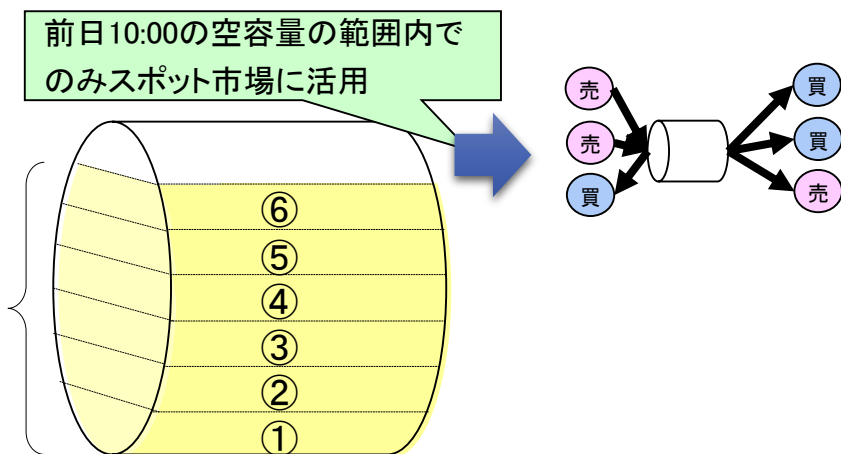 前日10:00の空容量の範囲内で
のみスポット市場に活用
売 買
売 買
買 売
⑥
⑤
④
③
②
①